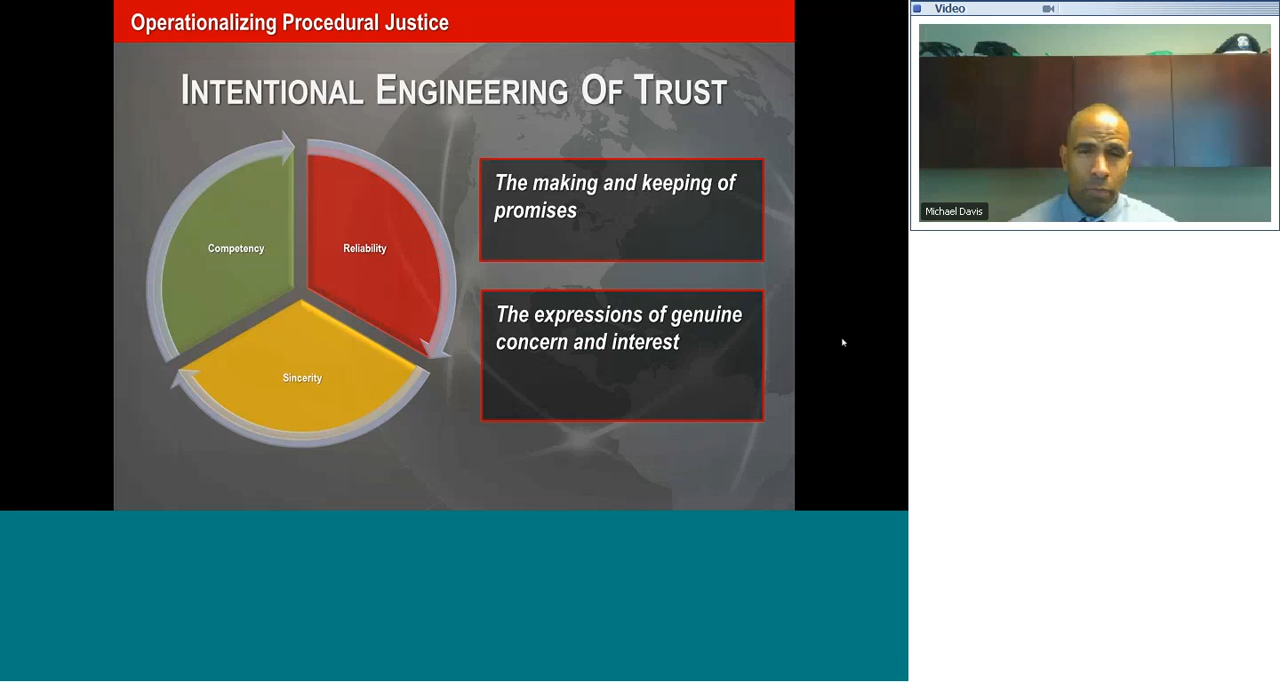 Operationalizing Procedural Justice
INTENTIONAL ENGINEERING OF TRUST
Competency
Reliability
Sincerity
The making and keeping of
promises
The expressions of genuine
concern and interest
Video
Michael Davis